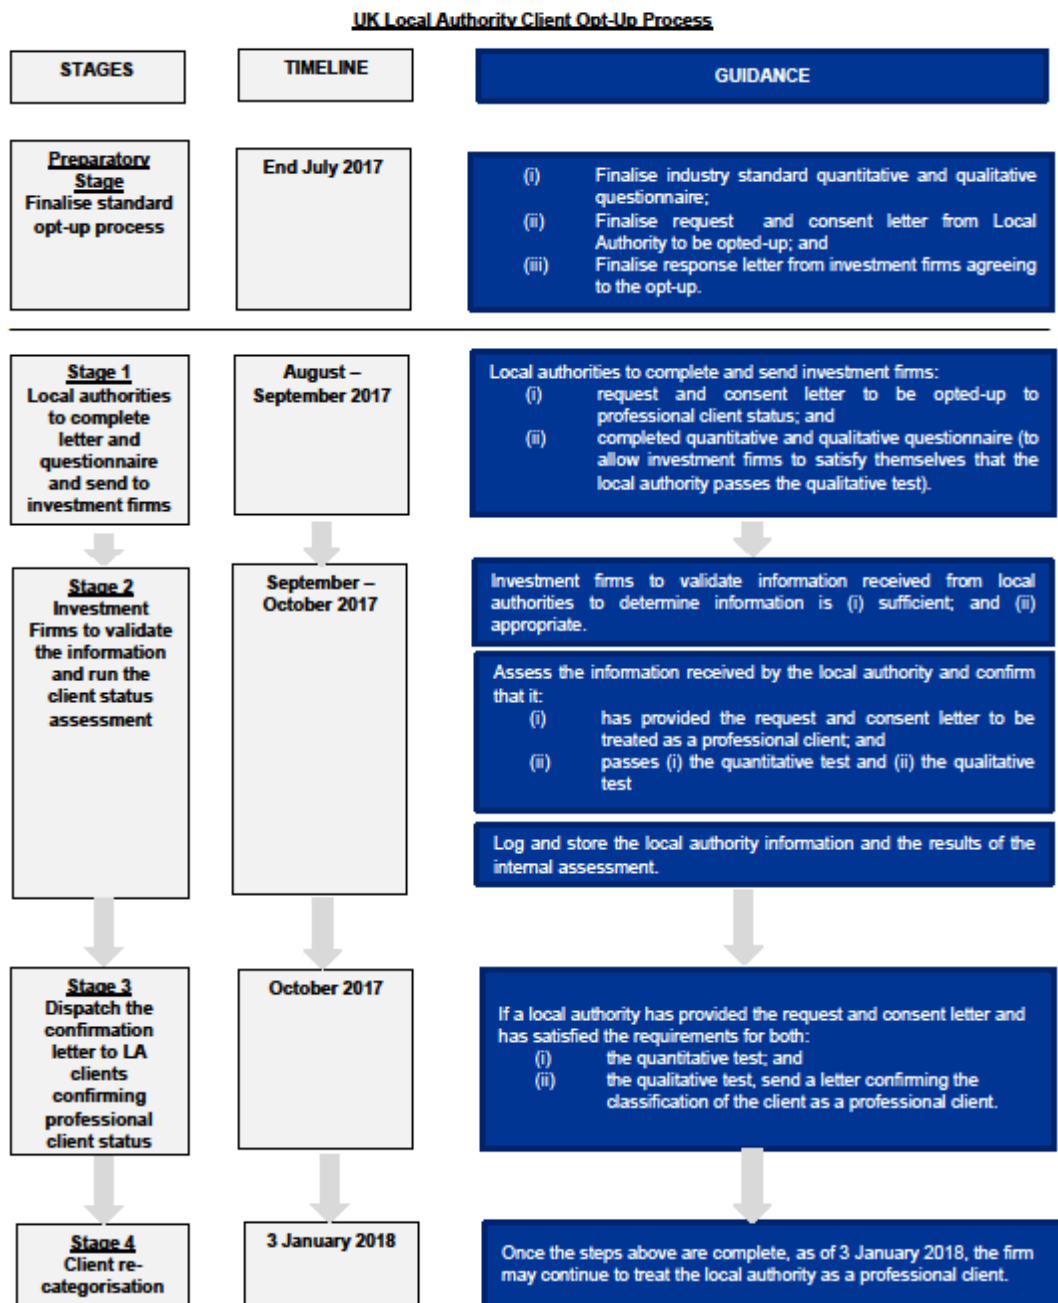 UK Local Authority Client Opt-Up Process
STAGES
TIMELINE
GUIDANCE
Preparatory
Stage
Finalise standard
opt-up process
End July 2017
(i) Finalise industry standard quantitative and qualitative
questionnaire;
(ii) Finalise request and consent letter from Local
Authority to be opted-up; and
(iii) Finalise response letter from investment firms agreeing
to the opt-up.
Stage 1
Local authorities
to complete
letter and
questionnaire
and send to
investment firms
August –
September 2017
Local authorities to complete and send investment firms:
(i) request and consent letter to be opted-up to
professional client status; and
(ii) completed quantitative and qualitative questionnaire (to
allow investment firms to satisfy themselves that the
local authority passes the qualitative test).
Stage 2
Investment
Firms to validate
the information
and run the
client status
assessment
September –
October 2017
Investment firms to validate information received from local
authorities to determine information is (i) sufficient; and (ii)
appropriate.
Assess the information received by the local authority and confirm
that it:
(i) has provided the request and consent letter to be
treated as a professional client; and
(ii) passes (i) the quantitative test and (ii) the qualitative
test
Log and store the local authority information and the results of the
internal assessment.
Stage 3
Dispatch the
confirmation
letter to LA
clients
confirming
professional
client status
October 2017
If a local authority has provided the request and consent letter and
has satisfied the requirements for both:
(i) the quantitative test; and
(ii) the qualitative test, send a letter confirming the
classification of the client as a professional client.
Stage 4
Client re-
categorisation
3 January 2018
Once the steps above are complete, as of 3 January 2018, the firm
may continue to treat the local authority as a professional client.